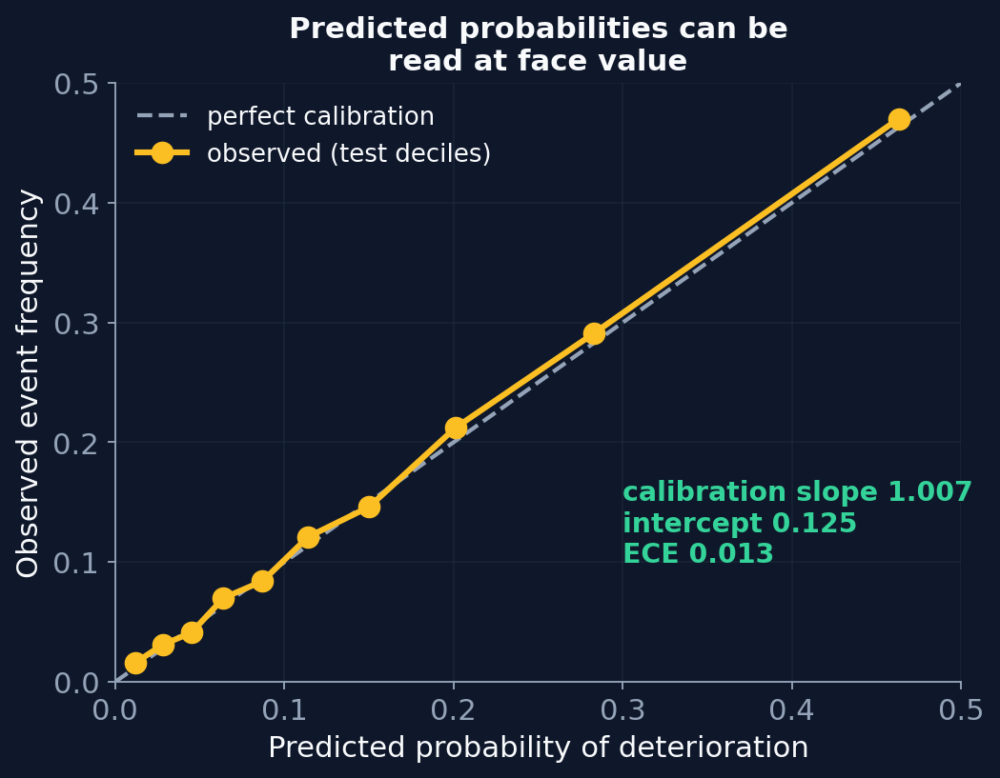 Predicted probabilities can be
read at face value
perfect calibration
observed (test deciles)
calibration slope 1.007
intercept 0.125
ECE 0.013
Observed event frequency
0.5
0.4
0.3
0.2
0.1
0.0
0.0 0.1 0.2 0.3 0.4 0.5
Predicted probability of deterioration